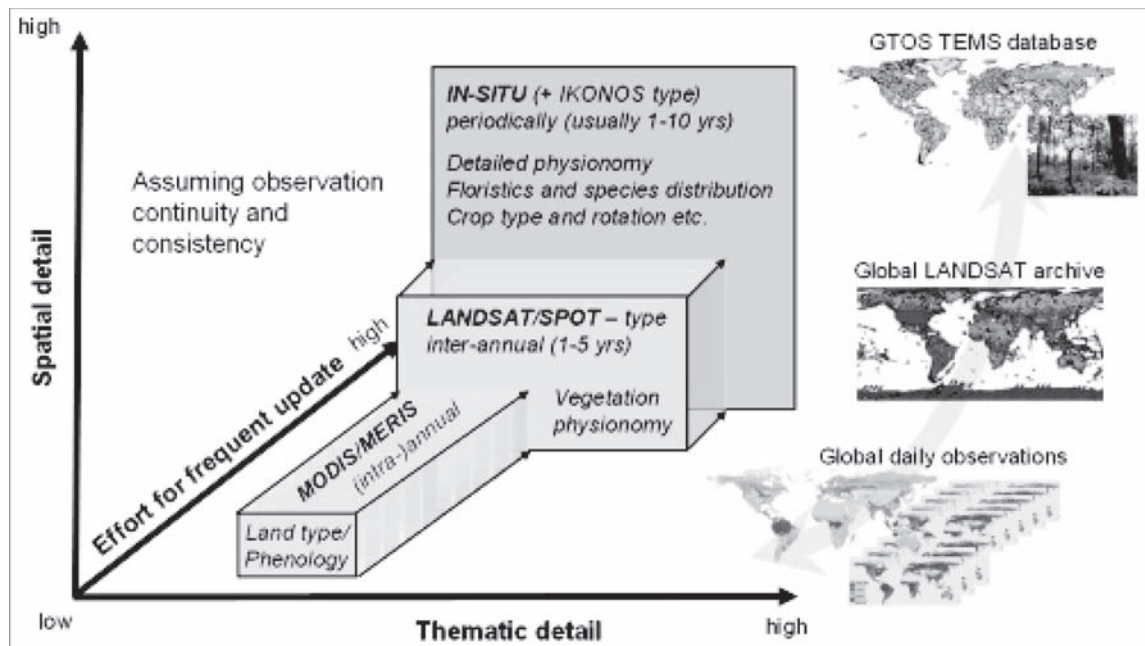 high
GTOS TEMS database
IN-SITU (+ IKONOS type)
periodically (usually 1-10 yrs)
Detailed physionomy
Floristics and species distribution
Crop type and rotation etc.
Assuming observation
continuity and
consistency
Spatial detail
Global LANDSAT archive
LANDSAT/SPOT – type
inter-annual (1-5 yrs)
Vegetation
physionomy
high
Effort for frequent update
MODIS/MERIS
(intra-)annual
Land type/
Phenology
Global daily observations
low
Thematic detail
high